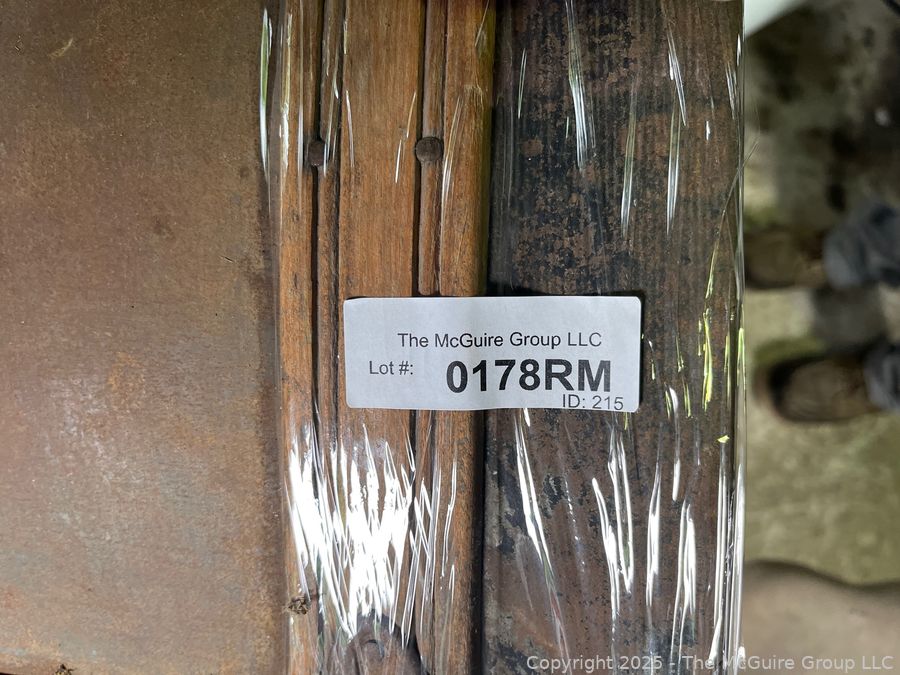 The McGuire Group LLC
Lot #: 0178RM
ID: 215
Copyright 2025 - The McGuire Group LLC